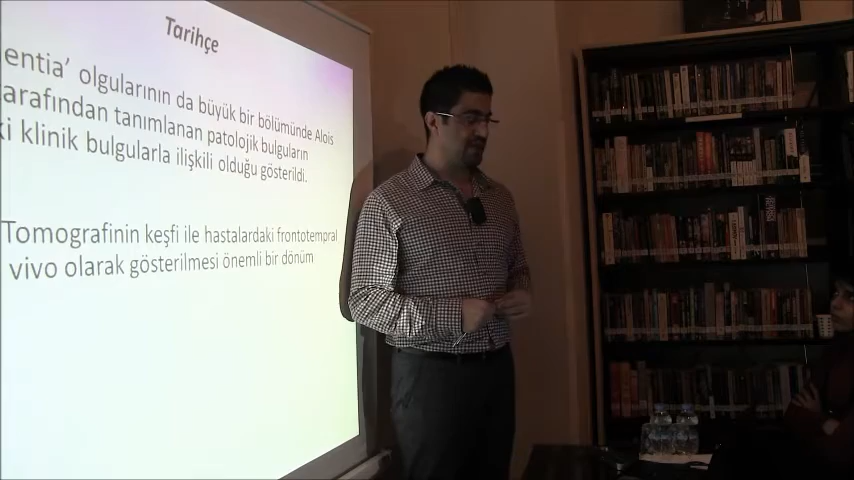 Tarihçe
entia’ olgularının da büyük bir bölümünde Alois
arafından tanımlanan patolojik bulguların
ki klinik bulgularla ilişkili olduğu gösterildi.
Tomografinin keşfi ile hastalardaki frontotempral
vivo olarak gösterilmesi önemli bir dönüm